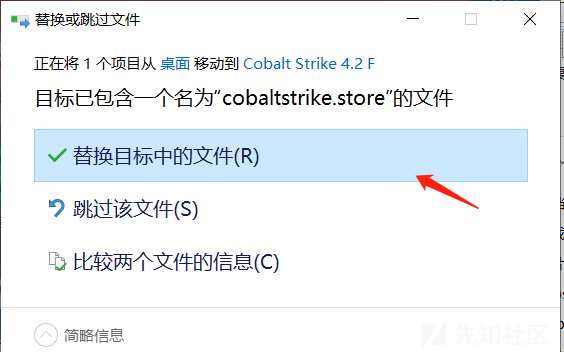 替换或跳过文件
正在将 1 个项目从 桌面 移动到 Cobalt Strike 4.2 F
目标已包含一个名为“cobaltstrike.store”的文件
替换目标中的文件(R)
跳过该文件(S)
比较两个文件的信息(C)
简略信息
先知社区